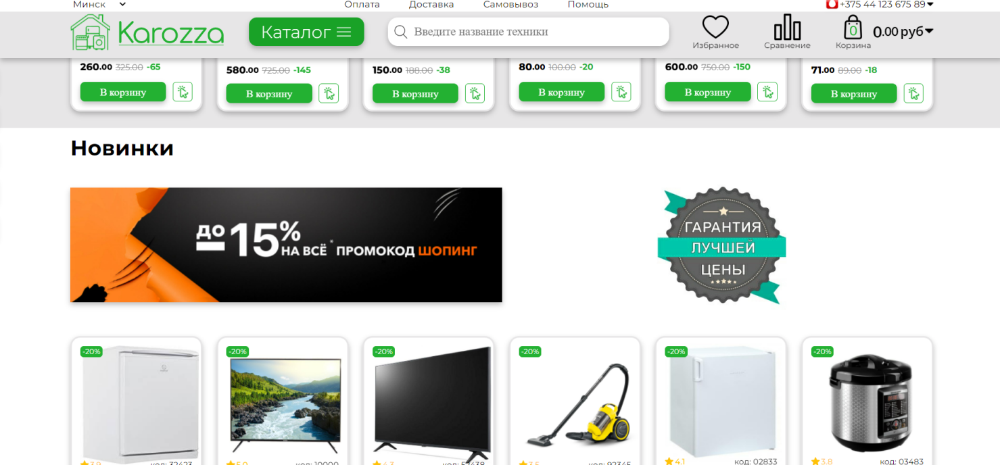 Минск
Оплата
Доставка
Самовывоз
Помощь
+375 44 123 675 89
Karozza
Каталог
Введите название техники
Избранное
Сравнение
0
Корзина
0.00 руб
260.00 325.00 -65
580.00 725.00 -145
150.00 188.00 -38
80.00 100.00 -20
600.00 750.00 -150
71.00 89.00 -18
В корзину
В корзину
В корзину
В корзину
В корзину
В корзину
Новинки
до -15% НА ВСЁ* ПРОМОКОД ШОПИНГ
ГАРАНТИЯ
ЛУЧШЕЙ
ЦЕНЫ
-20%
-20%
-20%
-20%
-20%
-20%
3.9 код: 32423
5.0 код: 10000
4.3 код: 52438
3.5 код: 92345
4.1 код: 02833
3.8 код: 03483